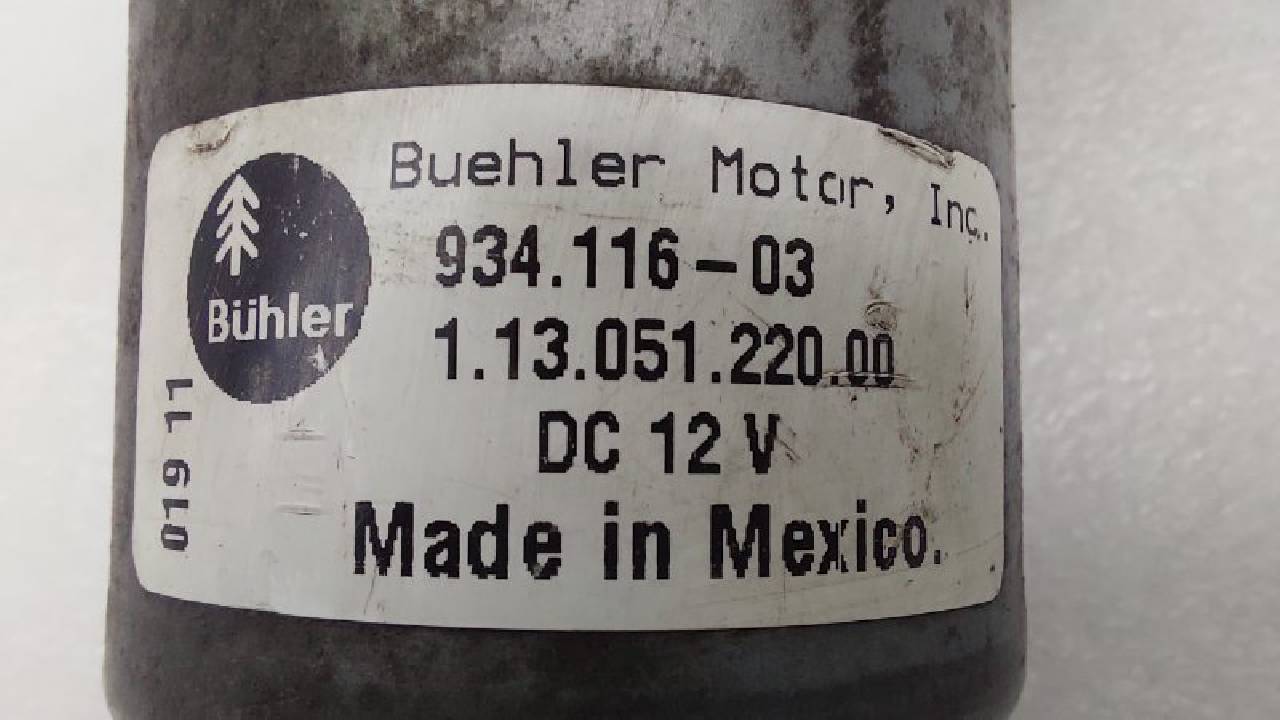 Buehler Motor, Inc.
934.116-03
1.13.051.220.00
DC 12 V
Made in Mexico.
Bühler
019 11